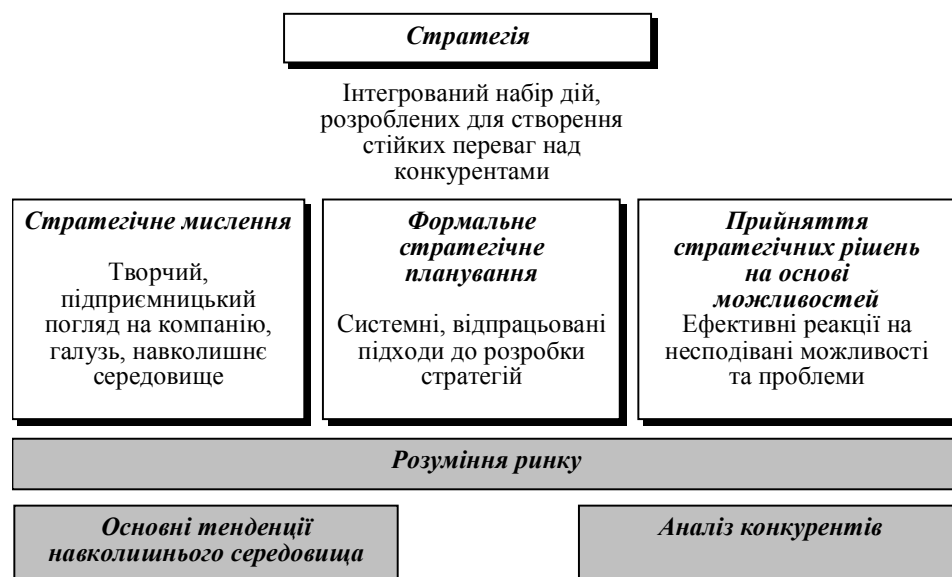 Стратегія
Інтегрований набір дій,
розроблених для створення
стійких переваг над
конкурентами
Стратегічне мислення
Творчий,
підприємницький
погляд на компанію,
галузь, навколишнє
середовище
Формальне
стратегічне
планування
Системні, відпрацьовані
підходи до розробки
стратегій
Прийняття
стратегічних рішень
на основі
можливостей
Ефективні реакції на
несподівані можливості
та проблеми
Розуміння ринку
Основні тенденції
навколишнього середовища
Аналіз конкурентів